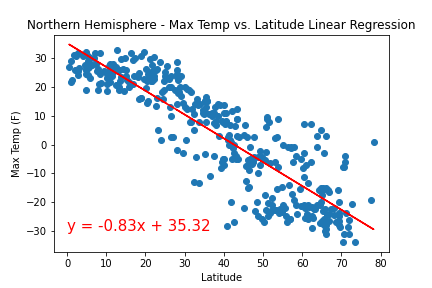 Northern Hemisphere - Max Temp vs. Latitude Linear Regression
30
20
10
0
−10
−20
−30
Max Temp (F)
y = -0.83x + 35.32
0 10 20 30 40 50 60 70 80
Latitude